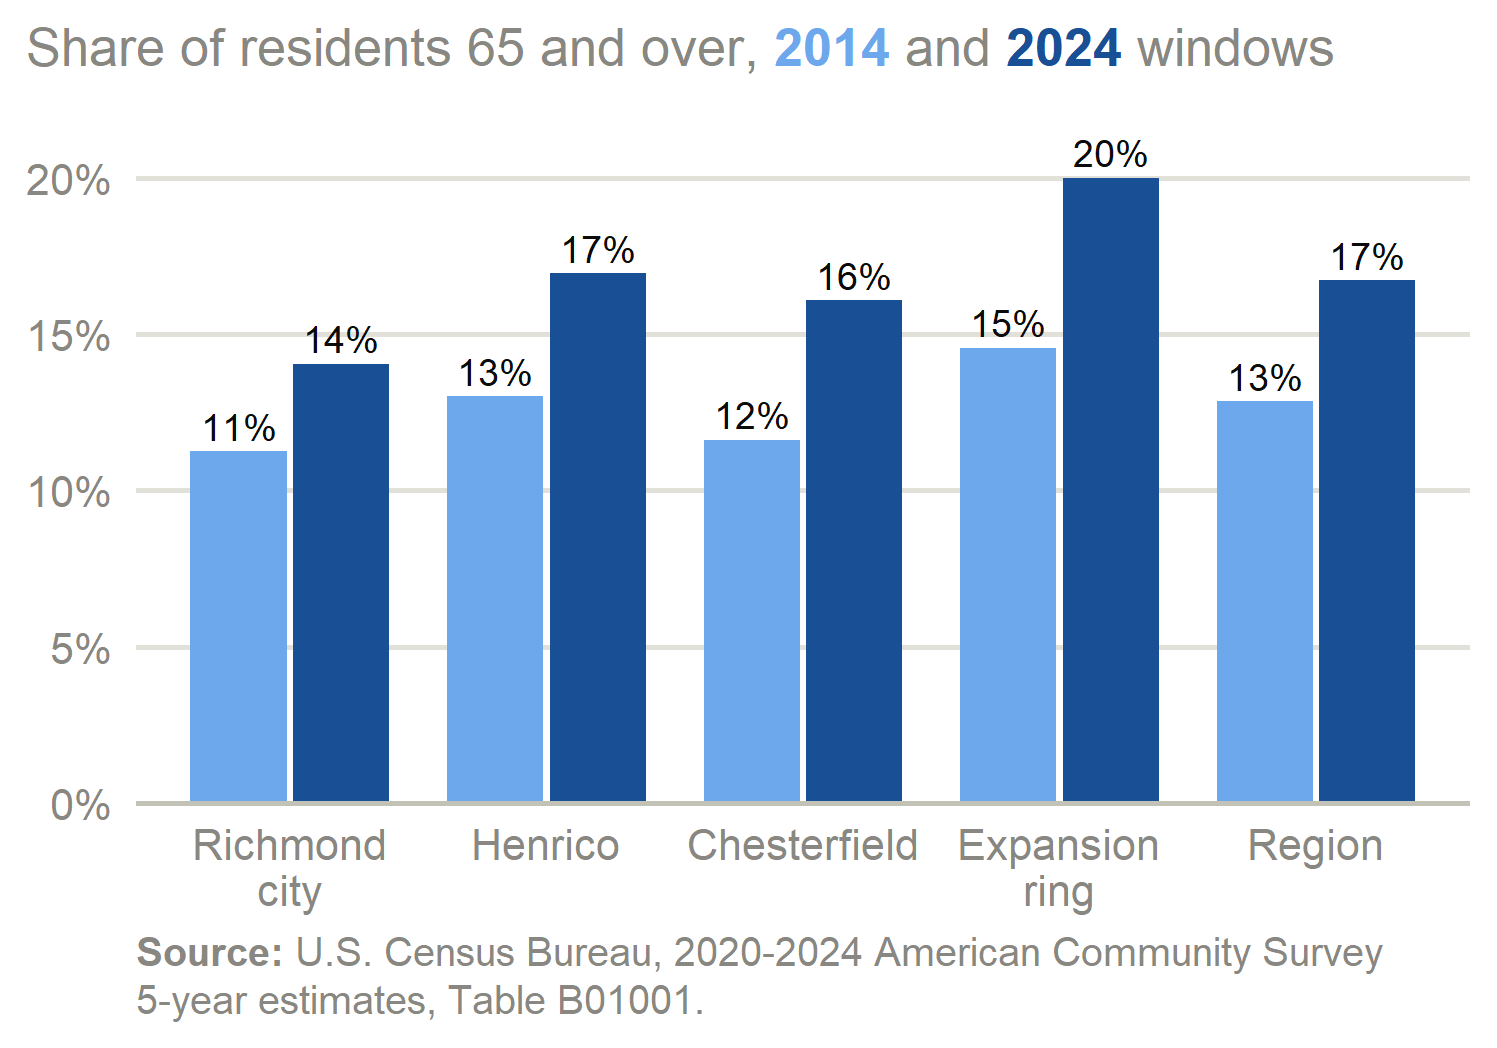 Share of residents 65 and over, 2014 and 2024 windows
20%
15%
10%
5%
0%
11%
14%
13%
17%
12%
16%
15%
20%
13%
17%
Richmond
city
Henrico
Chesterfield
Expansion
ring
Region
Source: U.S. Census Bureau, 2020-2024 American Community Survey
5-year estimates, Table B01001.